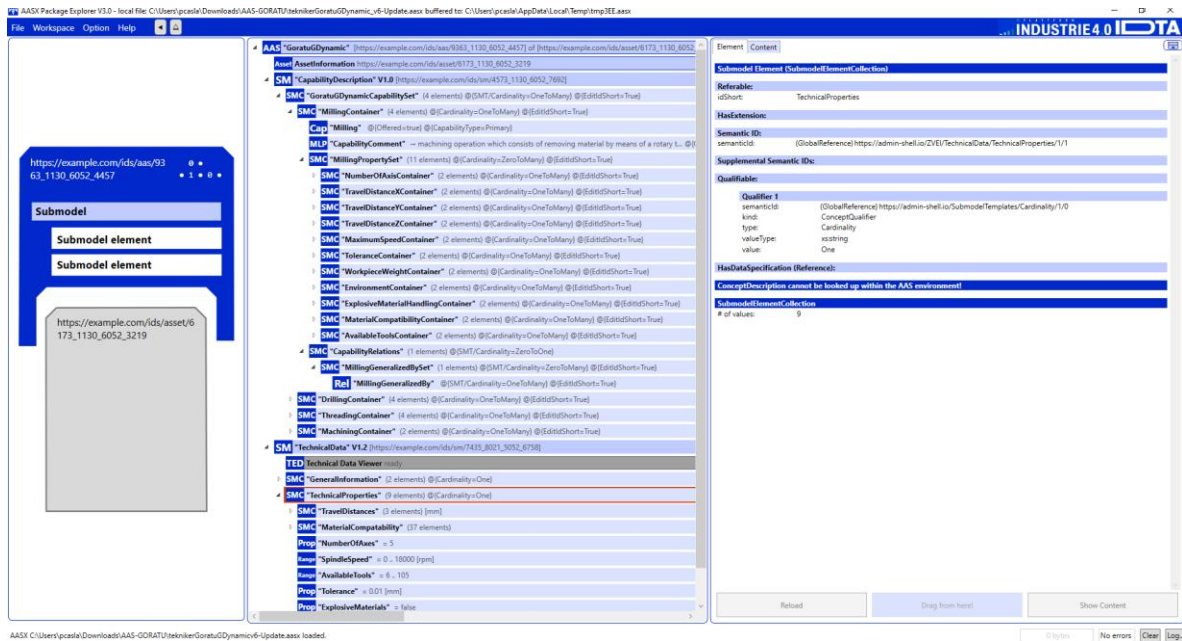 AASX Package Explorer V3.0 - local file: C:\Users\pcasla\Downloads\AAS-GORATU\teknikerGoratuGDynamic_v6-Update.aasx buffered to: C:\Users\pcasla\AppData\Local\Temp\tmp3EE.aasx
File Workspace Option Help
INDUSTRIE4.0 IDTA
https://example.com/ids/aas/93
63_1130_6052_4457
Submodel
Submodel element
Submodel element
https://example.com/ids/asset/6
173_1130_6052_3219
AAS "GoratuGDynamic" [https://example.com/ids/aas/9363_1130_6052_4457] of [https://example.com/ids/asset/6173_1130_6052
Asset AssetInformation https://example.com/ids/asset/6173_1130_6052_3219
SM "CapabilityDescription" V1.0 [https://example.com/ids/sm/4573_1130_6052_7692]
SMC "GoratuGDynamicCapabilitySet" (4 elements) @{SMT/Cardinality=OneToMany} @{EditIdShort=True}
SMC "MillingContainer" (4 elements) @{Cardinality=OneToMany} @{EditIdShort=True}
Cap "Milling" @{Offered=true} @{CapabilityType=Primary}
MLP "CapabilityComment" → machining operation which consists of removing material by means of a rotary t...
SMC "MillingPropertySet" (11 elements) @{Cardinality=ZeroToMany} @{EditIdShort=True}
SMC "NumberOfAxisContainer" (2 elements) @{Cardinality=OneToMany} @{EditIdShort=True}
SMC "TravelDistanceXContainer" (2 elements) @{Cardinality=OneToMany} @{EditIdShort=True}
SMC "TravelDistanceYContainer" (2 elements) @{Cardinality=OneToMany} @{EditIdShort=True}
SMC "TravelDistanceZContainer" (2 elements) @{Cardinality=OneToMany} @{EditIdShort=True}
SMC "MaximumSpeedContainer" (2 elements) @{Cardinality=OneToMany} @{EditIdShort=True}
SMC "ToleranceContainer" (2 elements) @{Cardinality=OneToMany} @{EditIdShort=True}
SMC "WorkpieceWeightContainer" (2 elements) @{Cardinality=OneToMany} @{EditIdShort=True}
SMC "EnvironmentContainer" (2 elements) @{Cardinality=OneToMany} @{EditIdShort=True}
SMC "ExplosiveMaterialHandlingContainer" (2 elements) @{Cardinality=OneToMany} @{EditIdShort=True}
SMC "MaterialCompatibilityContainer" (2 elements) @{Cardinality=OneToMany} @{EditIdShort=True}
SMC "AvailableToolsContainer" (2 elements) @{Cardinality=OneToMany} @{EditIdShort=True}
SMC "CapabilityRelations" (1 elements) @{SMT/Cardinality=ZeroToOne}
SMC "MillingGeneralizedBySet" (1 elements) @{SMT/Cardinality=ZeroToMany} @{EditIdShort=True}
Rel "MillingGeneralizedBy" @{SMT/Cardinality=OneToMany} @{EditIdShort=True}
SMC "DrillingContainer" (4 elements) @{Cardinality=OneToMany} @{EditIdShort=True}
SMC "ThreadingContainer" (4 elements) @{Cardinality=OneToMany} @{EditIdShort=True}
SMC "MachiningContainer" (2 elements) @{Cardinality=OneToMany} @{EditIdShort=True}
SM "TechnicalData" V1.2 [https://example.com/ids/sm/7435_8021_5052_6758]
TED Technical Data Viewer ready
SMC "GeneralInformation" (2 elements) @{Cardinality=One}
SMC "TechnicalProperties" (9 elements) @{Cardinality=One}
SMC "TravelDistances" (3 elements) [mm]
SMC "MaterialCompatability" (37 elements)
Prop "NumberOfAxes" = 5
Range "SpindleSpeed" = 0 .. 18000 [rpm]
Range "AvailableTools" = 6 .. 105
Prop "Tolerance" = 0.01 [mm]
Prop "ExplosiveMaterials" = false
Element Content
Submodel Element (SubmodelElementCollection)
Referable:
idShort: TechnicalProperties
HasExtension:
Semantic ID:
semanticId: (GlobalReference) https://admin-shell.io/ZVEI/TechnicalData/TechnicalProperties/1/1
Supplemental Semantic IDs:
Qualifiable:
Qualifier 1
semanticId: (GlobalReference) https://admin-shell.io/SubmodelTemplates/Cardinality/1/0
kind: ConceptQualifier
type: Cardinality
valueType: xs:string
value: One
HasDataSpecification (Reference):
ConceptDescription cannot be looked up within the AAS environment!
SubmodelElementCollection
# of values: 9
Reload Drag from here! Show Content
AASX C:\Users\pcasla\Downloads\AAS-GORATU\teknikerGoratuGDynamicv6-Update.aasx loaded.
0 bytes No errors Clear Log..